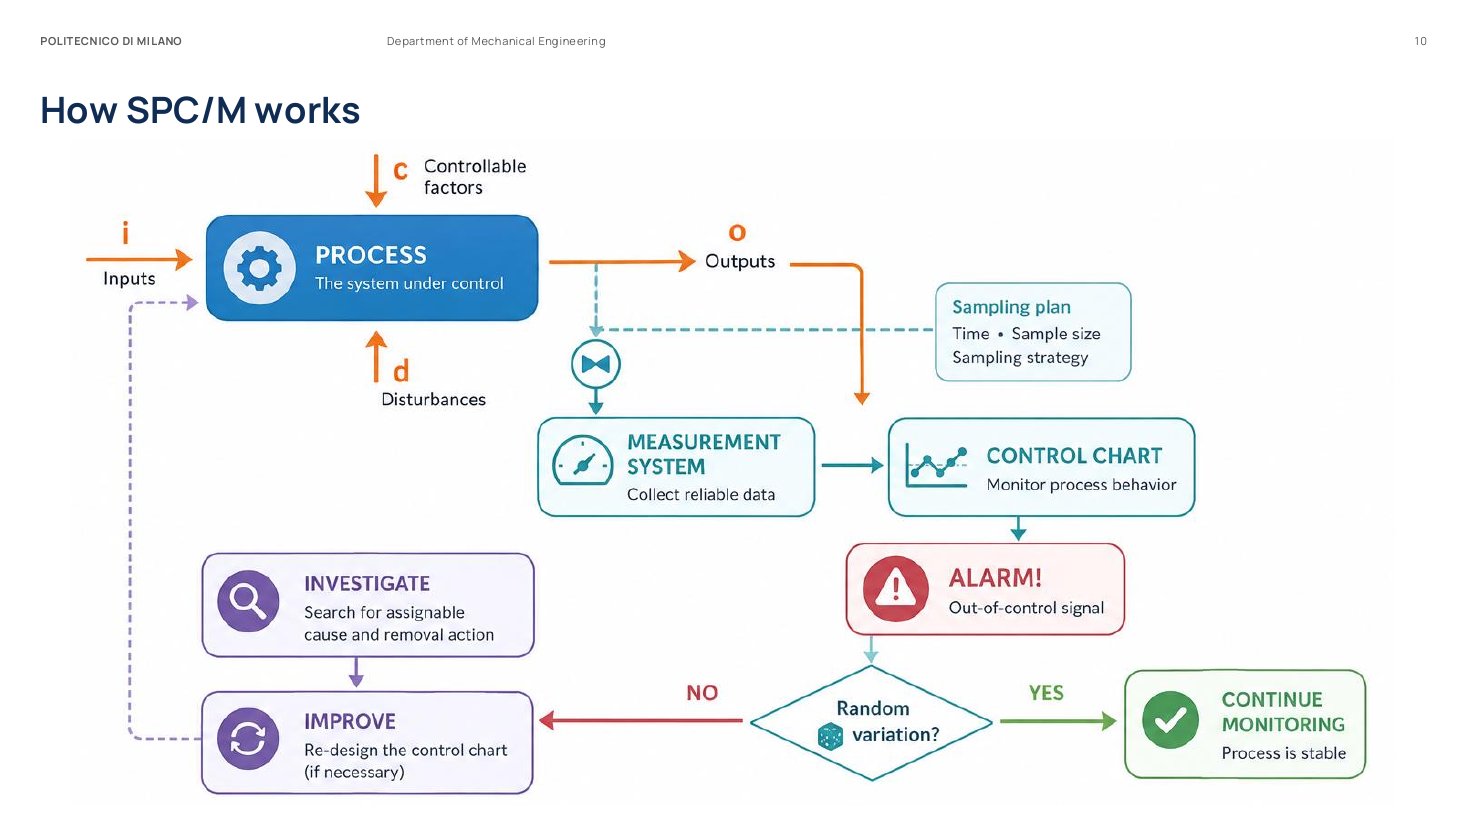 POLITECNICO DI MILANO
Department of Mechanical Engineering
10
How SPC/M works
c
Controllable
factors
i
Inputs
PROCESS
The system under control
o
Outputs
d
Disturbances
Sampling plan
Time • Sample size
Sampling strategy
MEASUREMENT
SYSTEM
Collect reliable data
CONTROL CHART
Monitor process behavior
ALARM!
Out-of-control signal
Random
variation?
NO
YES
CONTINUE
MONITORING
Process is stable
INVESTIGATE
Search for assignable
cause and removal action
IMPROVE
Re-design the control chart
(if necessary)